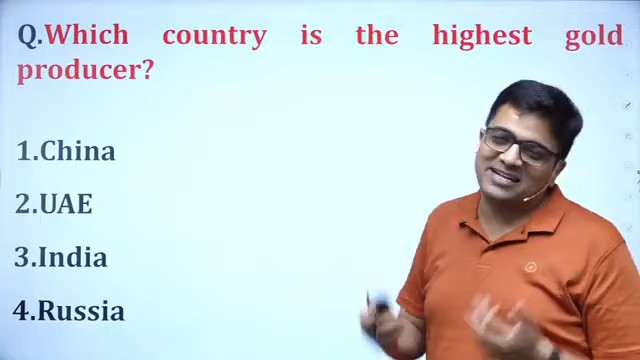 Q.Which country is the highest gold
producer?
1.China
2.UAE
3.India
4.Russia